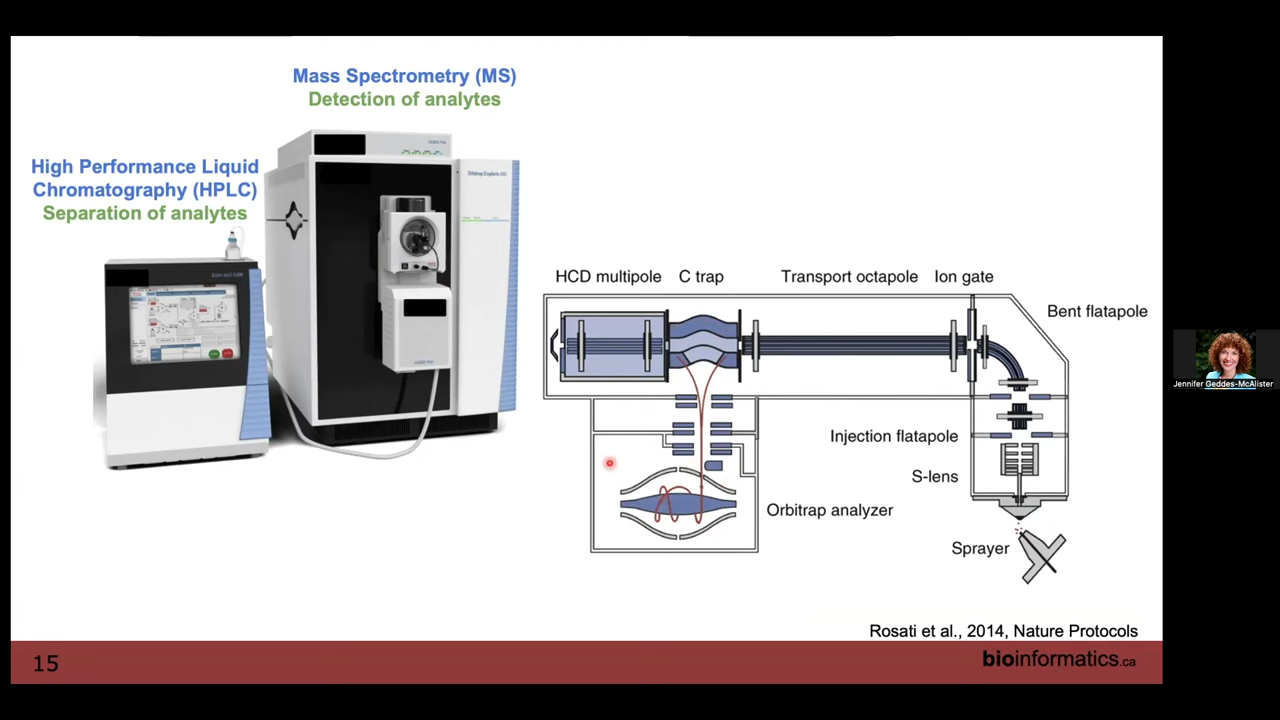 Mass Spectrometry (MS)
Detection of analytes
High Performance Liquid
Chromatography (HPLC)
Separation of analytes
HCD multipole
C trap
Transport octapole
Ion gate
Bent flatapole
Injection flatapole
S-lens
Orbitrap analyzer
Sprayer
Jennifer Geddes-McAlister
Rosati et al., 2014, Nature Protocols
15
bioinformatics.ca